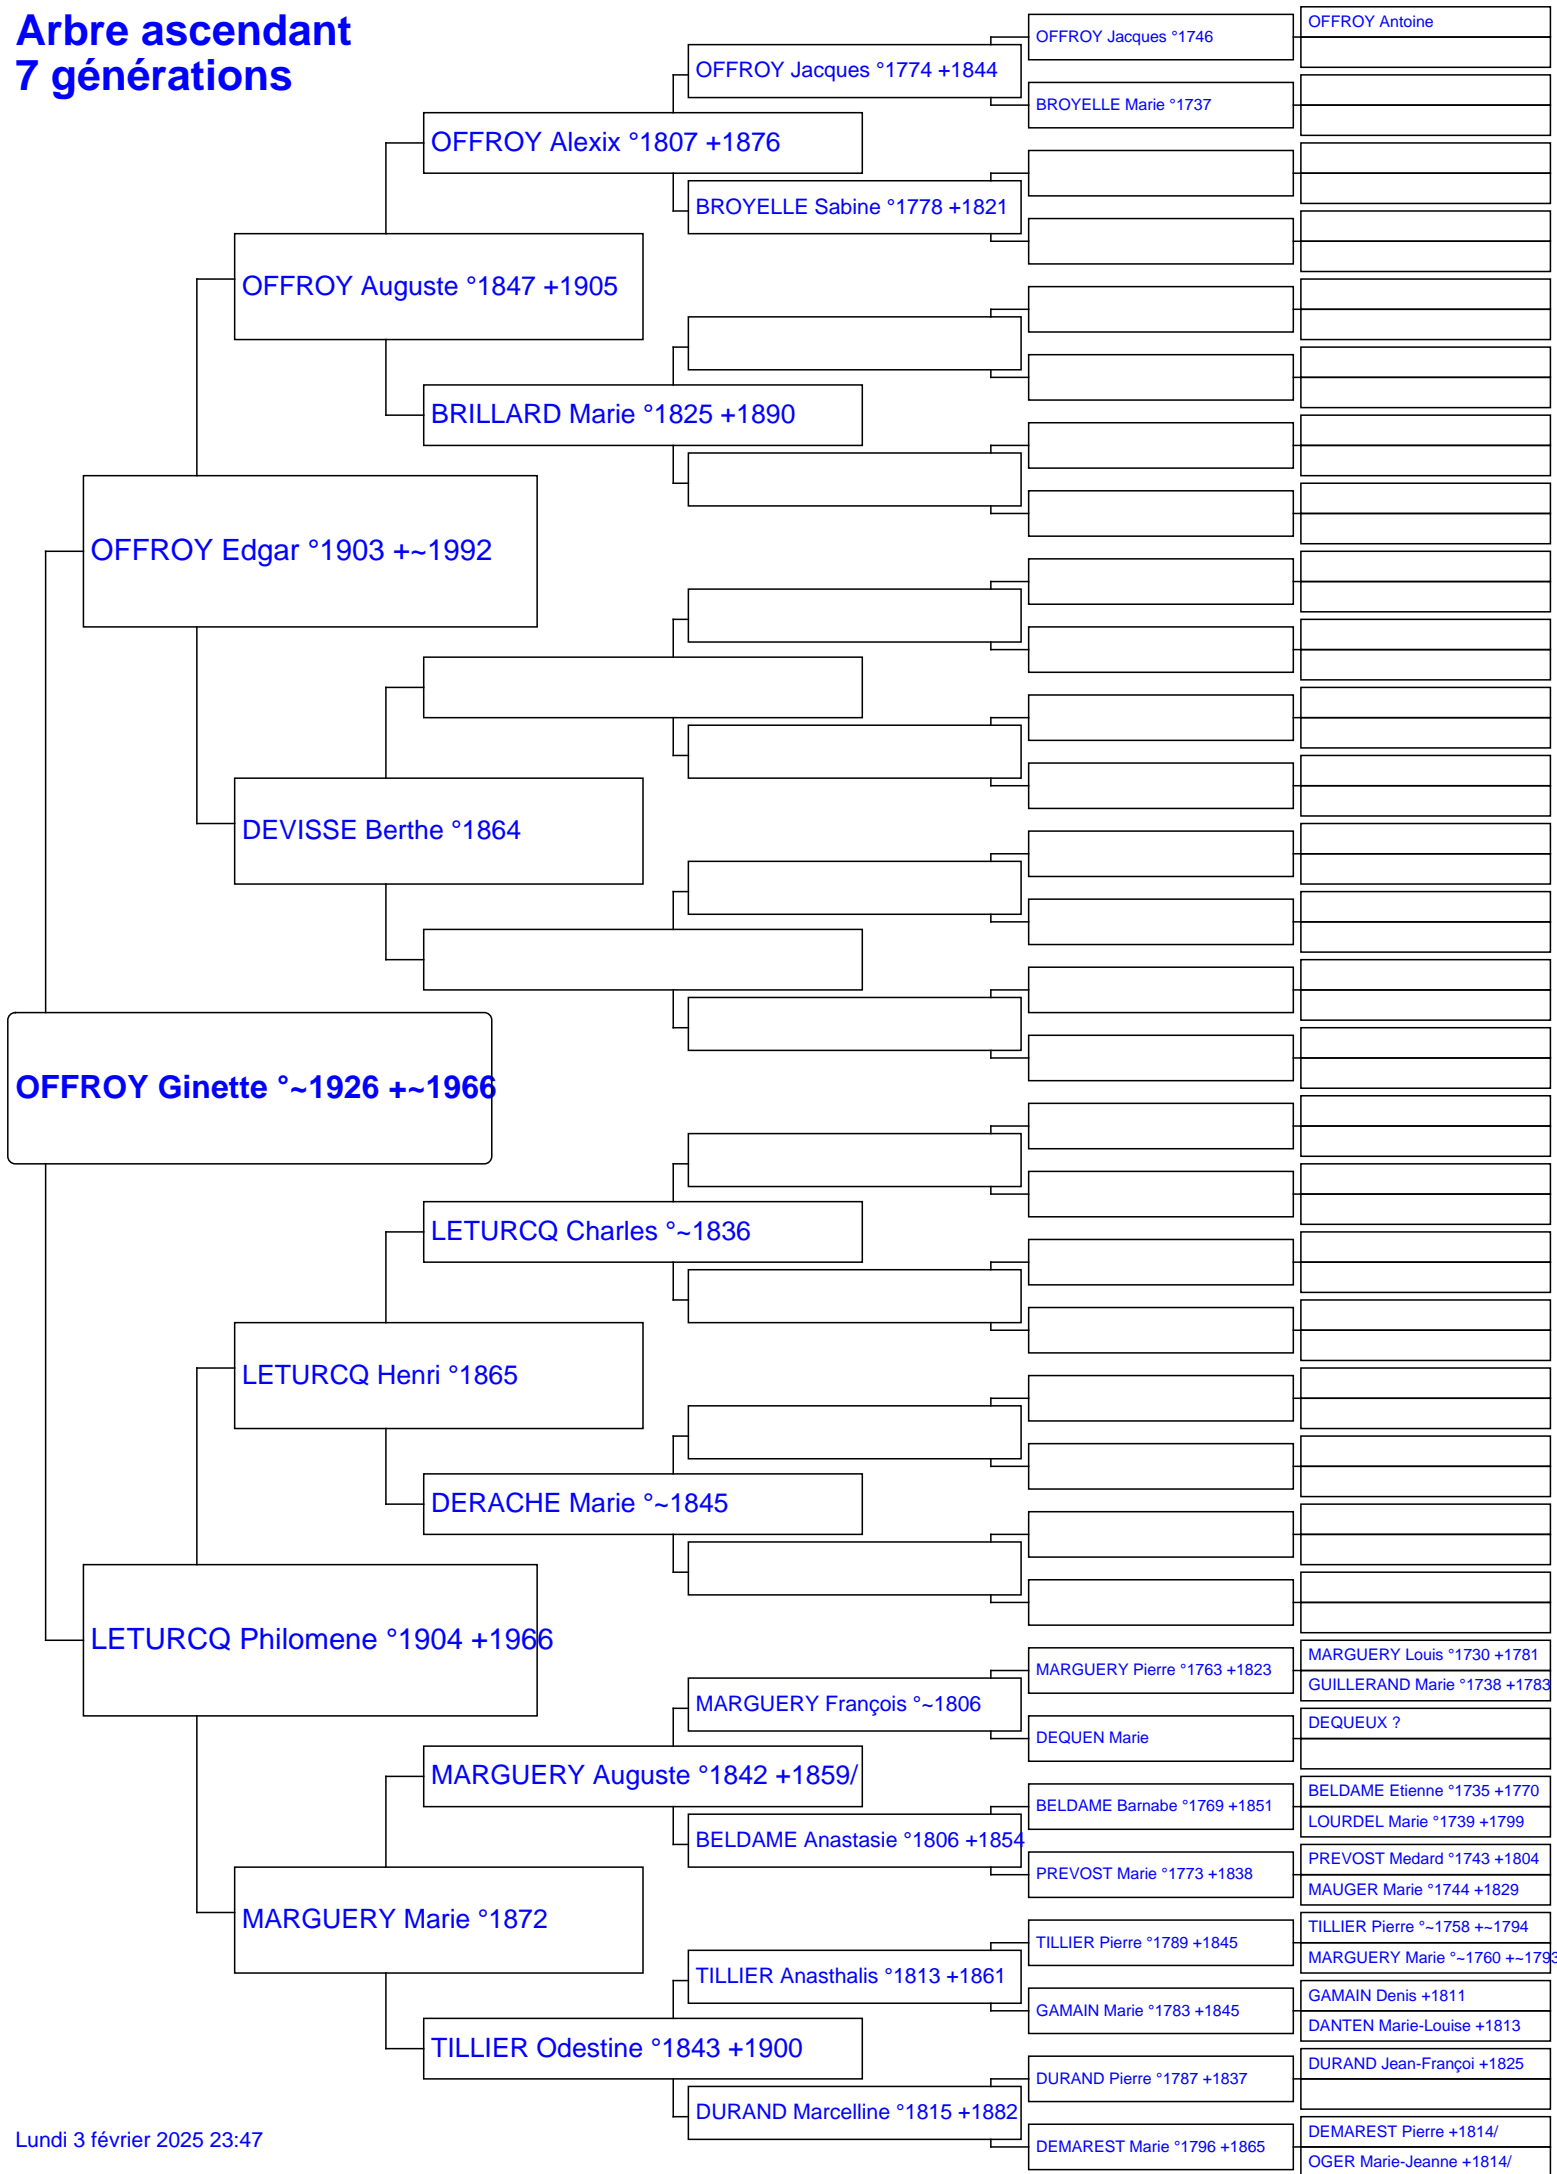 Arbre ascendant
7 générations
OFFROY Antoine
OFFROY Jacques °1746
OFFROY Jacques °1774 +1844
BROYELLE Marie °1737
OFFROY Alexix °1807 +1876
BROYELLE Sabine °1778 +1821
OFFROY Auguste °1847 +1905
BRILLARD Marie °1825 +1890
OFFROY Edgar °1903 +~1992
DEVISSE Berthe °1864
OFFROY Ginette °~1926 +~1966
LETURCQ Charles °~1836
LETURCQ Henri °1865
DERACHE Marie °~1845
LETURCQ Philomene °1904 +1966
MARGUERY Louis °1730 +1781
MARGUERY Pierre °1763 +1823
GUILLERAND Marie °1738 +1783
MARGUERY François °~1806
DEQUEUX ?
DEQUEN Marie
MARGUERY Auguste °1842 +1859/
BELDAME Etienne °1735 +1770
BELDAME Barnabe °1769 +1851
LOURDEL Marie °1739 +1799
BELDAME Anastasie °1806 +1854
PREVOST Medard °1743 +1804
PREVOST Marie °1773 +1838
MAUGER Marie °1744 +1829
MARGUERY Marie °1872
TILLIER Pierre °~1758 +~1794
TILLIER Pierre °1789 +1845
MARGUERY Marie °~1760 +~1793
TILLIER Anasthalis °1813 +1861
GAMAIN Denis +1811
GAMAIN Marie °1783 +1845
DANTEN Marie-Louise +1813
TILLIER Odestine °1843 +1900
DURAND Jean-Françoi +1825
DURAND Pierre °1787 +1837
DURAND Marcelline °1815 +1882
DEMAREST Pierre +1814/
DEMAREST Marie °1796 +1865
OGER Marie-Jeanne +1814/
Lundi 3 février 2025 23:47